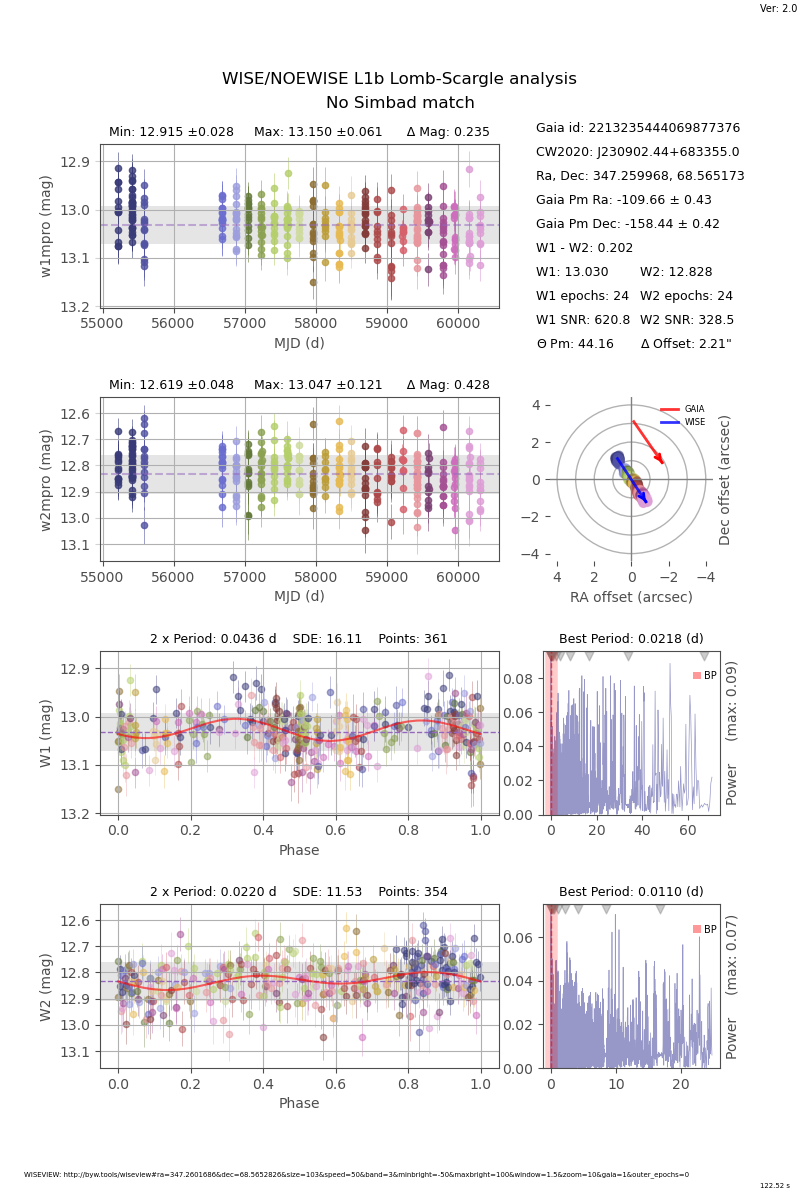 Ver: 2.0
WISE/NOEWISE L1b Lomb-Scargle analysis
No Simbad match
Min: 12.915 ±0.028 Max: 13.150 ±0.061 Δ Mag: 0.235
12.9
13.0
13.1
13.2
w1mpro (mag)
55000 56000 57000 58000 59000 60000
MJD (d)
Gaia id: 2213235444069877376
CW2020: J230902.44+683355.0
Ra, Dec: 347.259968, 68.565173
Gaia Pm Ra: -109.66 ± 0.43
Gaia Pm Dec: -158.44 ± 0.42
W1 - W2: 0.202
W1: 13.030 W2: 12.828
W1 epochs: 24 W2 epochs: 24
W1 SNR: 620.8 W2 SNR: 328.5
Θ Pm: 44.16 Δ Offset: 2.21"
Min: 12.619 ±0.048 Max: 13.047 ±0.121 Δ Mag: 0.428
12.6
12.7
12.8
12.9
13.0
13.1
w2mpro (mag)
55000 56000 57000 58000 59000 60000
MJD (d)
GAIA
WISE
4
2
0
−2
−4
4 2 0 −2 −4
RA offset (arcsec)
Dec offset (arcsec)
2 x Period: 0.0436 d SDE: 16.11 Points: 361
12.9
13.0
13.1
13.2
W1 (mag)
0.0 0.2 0.4 0.6 0.8 1.0
Phase
Best Period: 0.0218 (d)
BP
0.08
0.06
0.04
0.02
0.00
0 20 40 60
Power (max: 0.09)
2 x Period: 0.0220 d SDE: 11.53 Points: 354
12.6
12.7
12.8
12.9
13.0
13.1
W2 (mag)
0.0 0.2 0.4 0.6 0.8 1.0
Phase
Best Period: 0.0110 (d)
BP
0.06
0.04
0.02
0.00
0 10 20
Power (max: 0.07)
WISEVIEW: http://byw.tools/wiseview#ra=347.2601686&dec=68.5652826&size=103&speed=50&band=3&minbright=-50&maxbright=100&window=1.5&zoom=10&gaia=1&outer_epochs=0
122.52 s